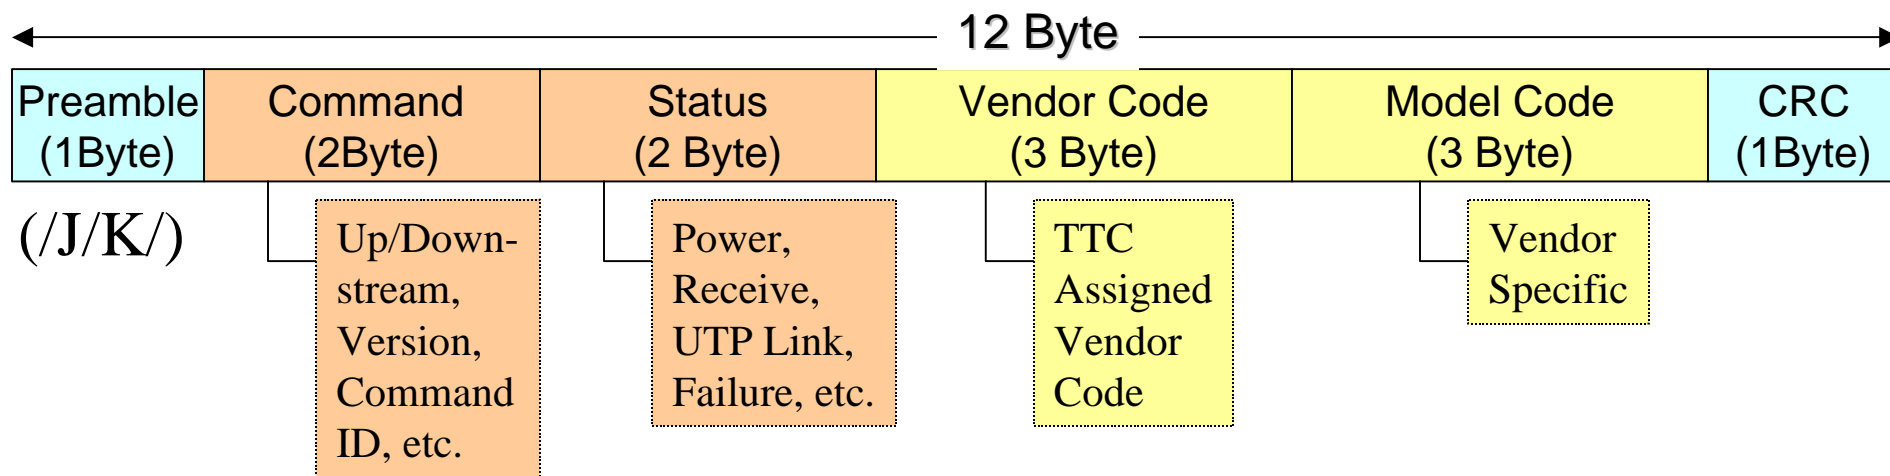 12 Byte
Preamble
(1Byte)
Command
(2Byte)
Status
(2 Byte)
Vendor Code
(3 Byte)
Model Code
(3 Byte)
CRC
(1Byte)
(/J/K/)
Up/Down-
stream,
Version,
Command
ID, etc.
Power,
Receive,
UTP Link,
Failure, etc.
TTC
Assigned
Vendor
Code
Vendor
Specific